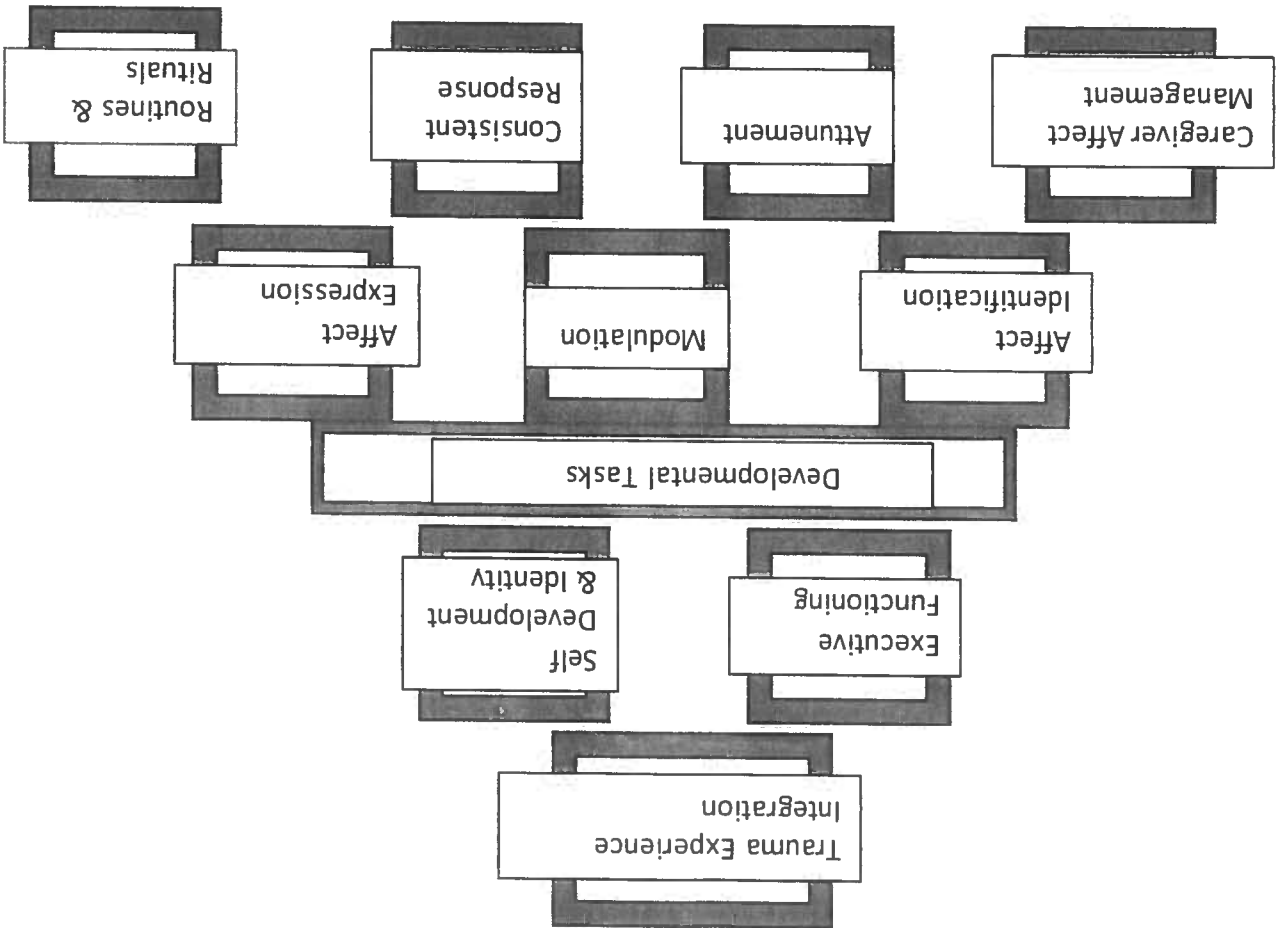 Trauma Experience
Integration
Executive
Functioning
Self
Development
& Identity
Developmental Tasks
Affect
Identification
Modulation
Affect
Expression
Caregiver Affect
Management
Attunement
Consistent
Response
Routines &
Rituals